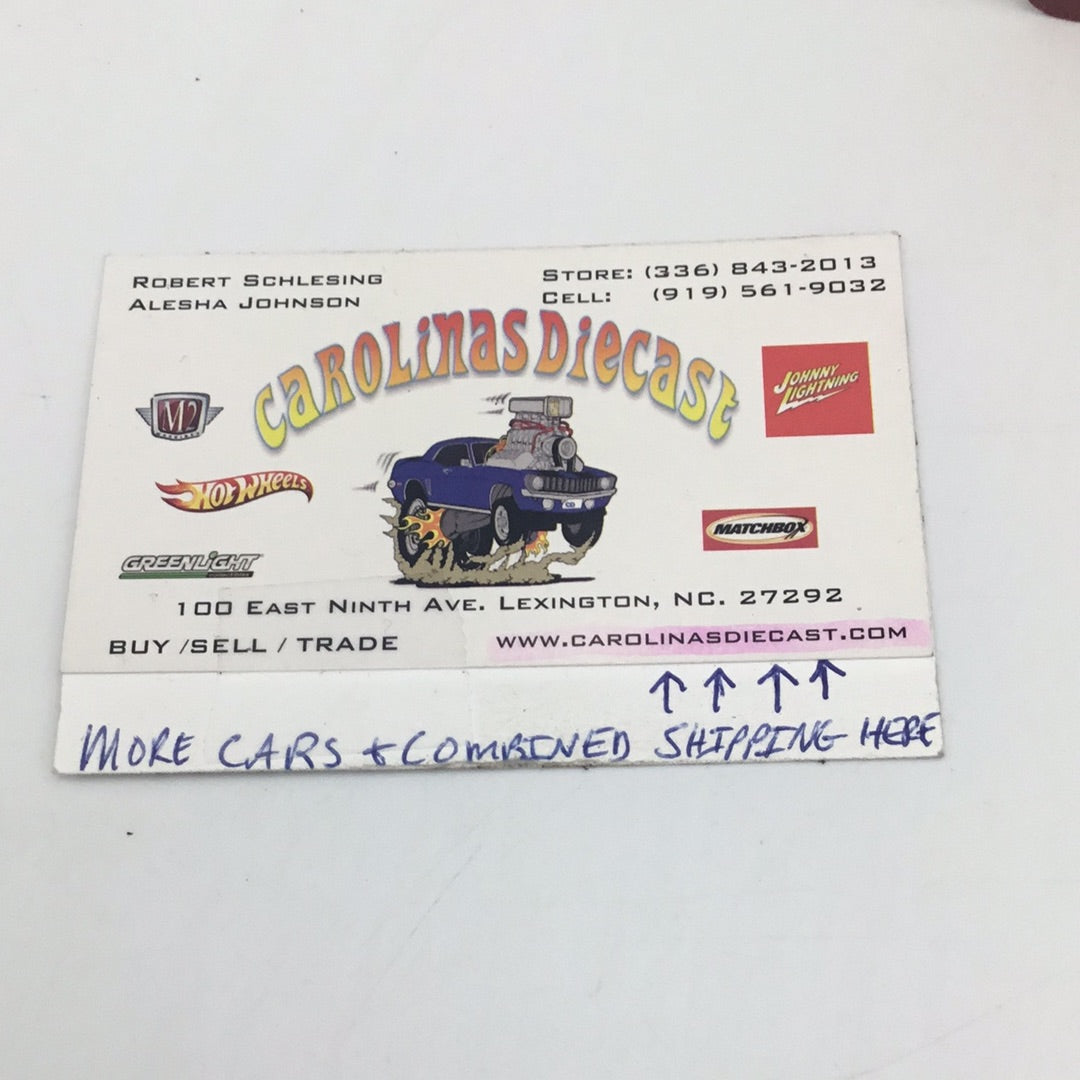 ROBERT SCHLESING
ALESHA JOHNSON
STORE: (336) 843-2013
CELL: (919) 561-9032
CAROLINAS DIECAST
M2
JOHNNY
LIGHTNING
HOT WHEELS
MATCHBOX
GREENLIGHT
100 EAST NINTH AVE. LEXINGTON, NC. 27292
BUY /SELL / TRADE
WWW.CAROLINASDIECAST.COM
MORE CARS + COMBINED SHIPPING HERE